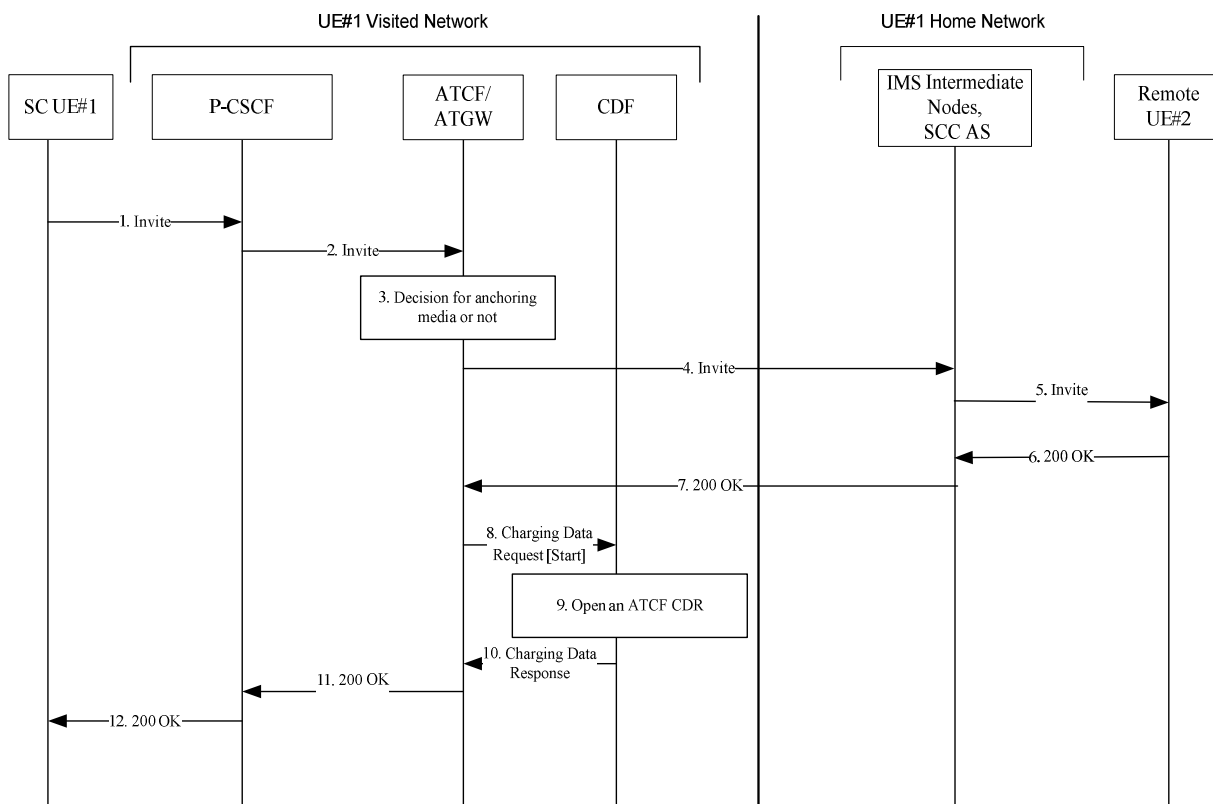 UE#1 Visited Network
UE#1 Home Network
SC UE#1
P-CSCF
ATCF/
ATGW
CDF
IMS Intermediate
Nodes,
SCC AS
Remote
UE#2
1. Invite
2. Invite
3. Decision for anchoring
media or not
4. Invite
5. Invite
6. 200 OK
7. 200 OK
8. Charging Data
Request [Start]
9. Open an ATCF CDR
10. Charging Data
Response
11. 200 OK
12. 200 OK